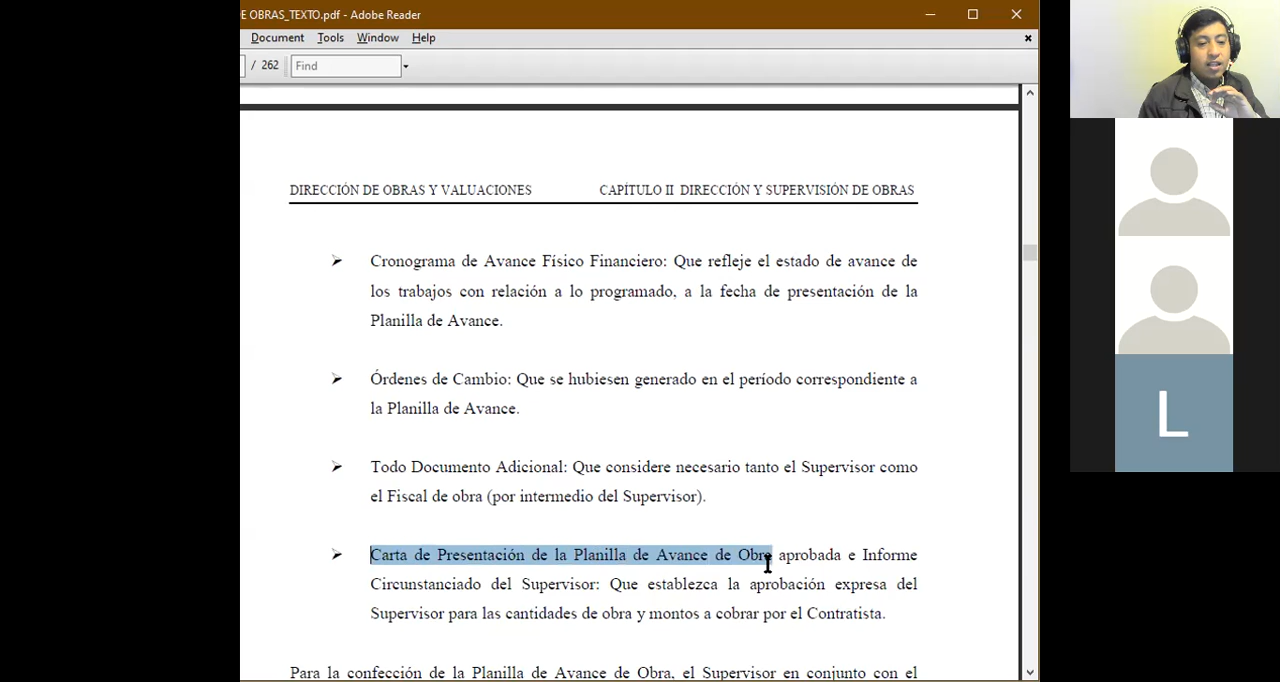 E OBRAS_TEXTO.pdf - Adobe Reader
Document Tools Window Help
/ 262 Find
DIRECCIÓN DE OBRAS Y VALUACIONES CAPÍTULO II DIRECCIÓN Y SUPERVISIÓN DE OBRAS
➢ Cronograma de Avance Físico Financiero: Que refleje el estado de avance de
los trabajos con relación a lo programado, a la fecha de presentación de la
Planilla de Avance.
➢ Órdenes de Cambio: Que se hubiesen generado en el período correspondiente a
la Planilla de Avance.
➢ Todo Documento Adicional: Que considere necesario tanto el Supervisor como
el Fiscal de obra (por intermedio del Supervisor).
➢ Carta de Presentación de la Planilla de Avance de Obra aprobada e Informe
Circunstanciado del Supervisor: Que establezca la aprobación expresa del
Supervisor para las cantidades de obra y montos a cobrar por el Contratista.
Para la confección de la Planilla de Avance de Obra, el Supervisor en conjunto con el
L